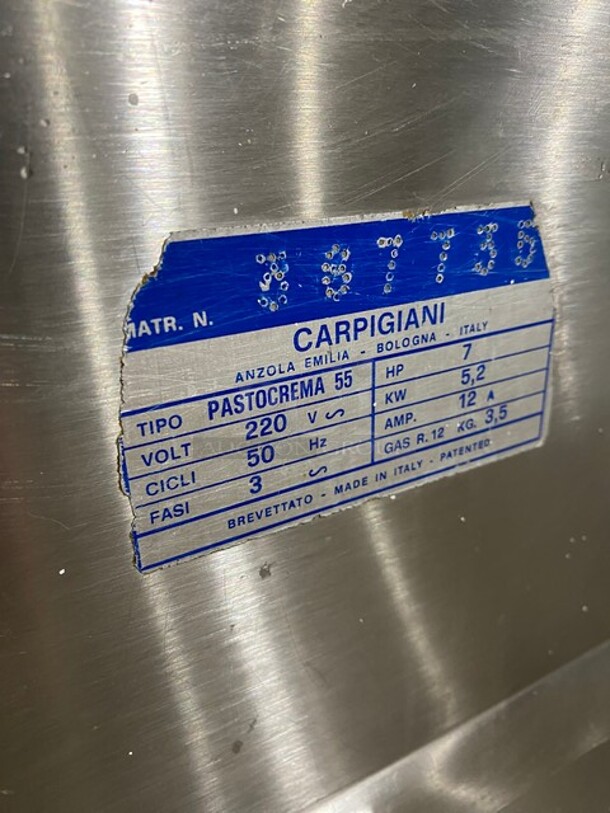 MATR. N.
CARPIGIANI
ANZOLA EMILIA - BOLOGNA - ITALY
TIPO PASTOCREMA 55
VOLT 220 V
CICLI 50 Hz
FASI 3
HP 7
KW 5,2
AMP. 12 A
GAS R.12 KG. 3,5
BREVETTATO - MADE IN ITALY - PATENTED